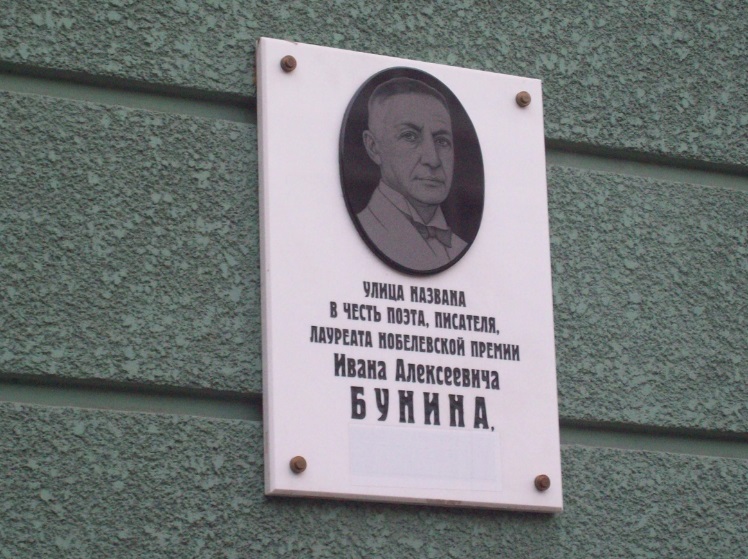 УЛИЦА НАЗВАНА
В ЧЕСТЬ ПОЭТА, ПИСАТЕЛЯ,
ЛАУРЕАТА НОБЕЛЕВСКОЙ ПРЕМИИ
Ивана Алексеевича
БУНИНА,